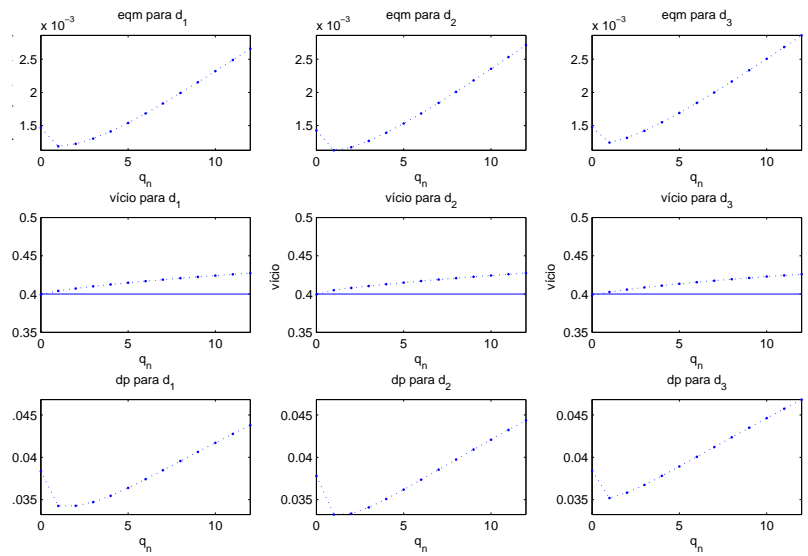 eqm para d1
x 10^-3
2.5
2
1.5
0 5 10
qn
eqm para d2
x 10^-3
2.5
2
1.5
0 5 10
qn
eqm para d3
x 10^-3
2.5
2
1.5
0 5 10
qn
vício para d1
0.5
0.45
0.4
0.35
0 5 10
qn
vício para d2
vício
0.5
0.45
0.4
0.35
0 5 10
qn
vício para d3
vício
0.5
0.45
0.4
0.35
0 5 10
qn
dp para d1
.045
0.04
.035
0 5 10
qn
dp para d2
0.045
0.04
0.035
0 5 10
qn
dp para d3
0.045
0.04
0.035
0 5 10
qn